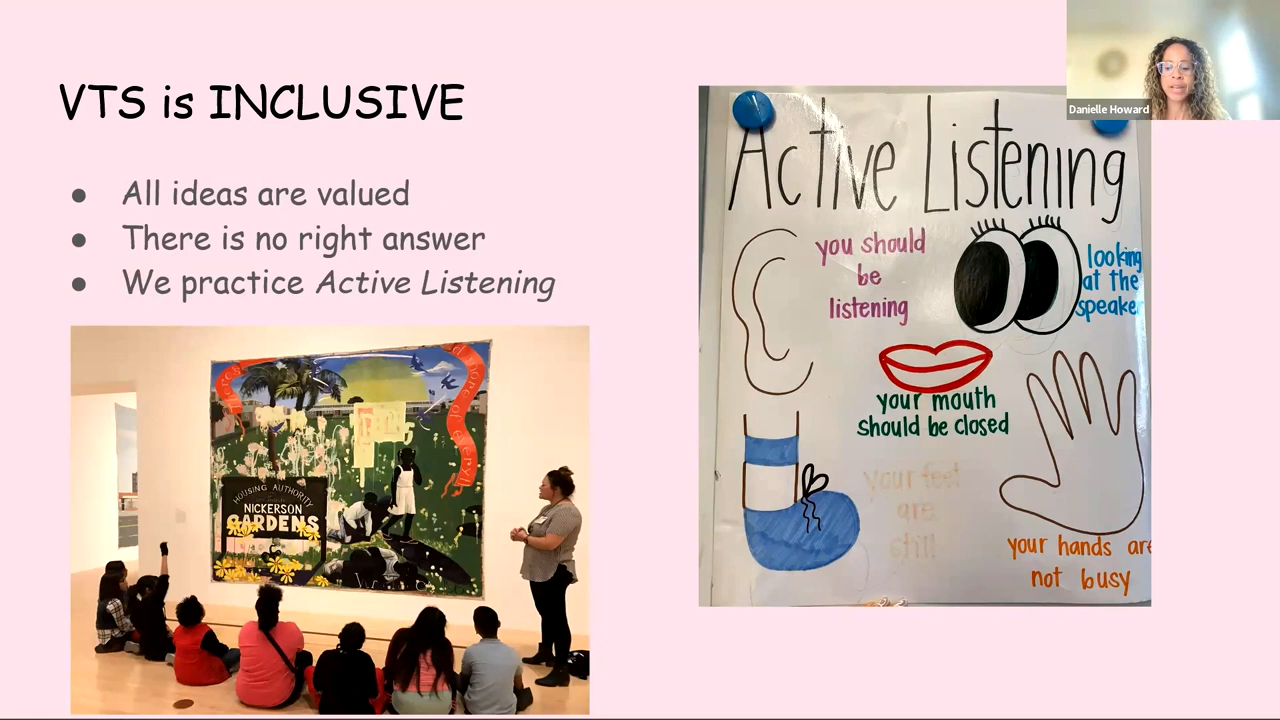 VTS is INCLUSIVE
● All ideas are valued
● There is no right answer
● We practice Active Listening
HOUSING AUTHORITY
NICKERSON
GARDENS
Active Listening
you should
be
listening
looking
at the
speaker
your mouth
should be closed
your feet
are
still
your hands are
not busy
Danielle Howard